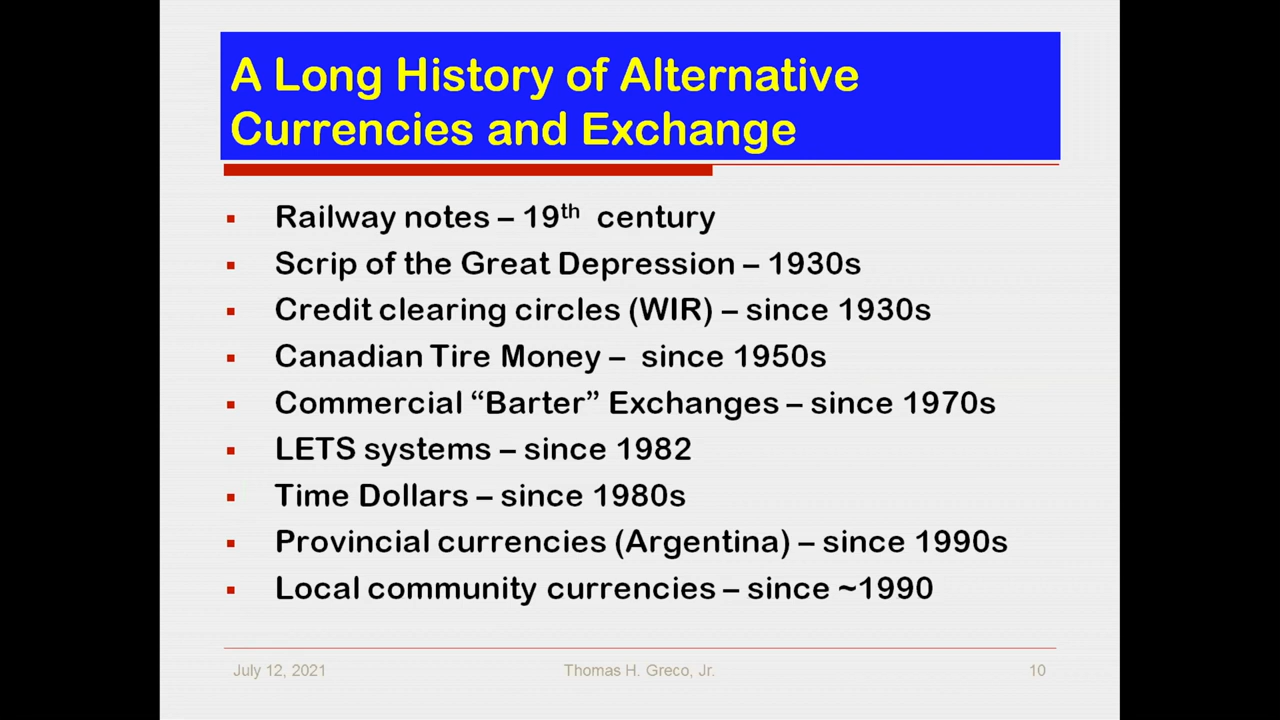 A Long History of Alternative
Currencies and Exchange
▪ Railway notes – 19th century
▪ Scrip of the Great Depression – 1930s
▪ Credit clearing circles (WIR) – since 1930s
▪ Canadian Tire Money – since 1950s
▪ Commercial “Barter” Exchanges – since 1970s
▪ LETS systems – since 1982
▪ Time Dollars – since 1980s
▪ Provincial currencies (Argentina) – since 1990s
▪ Local community currencies – since ~1990
July 12, 2021 Thomas H. Greco, Jr. 10